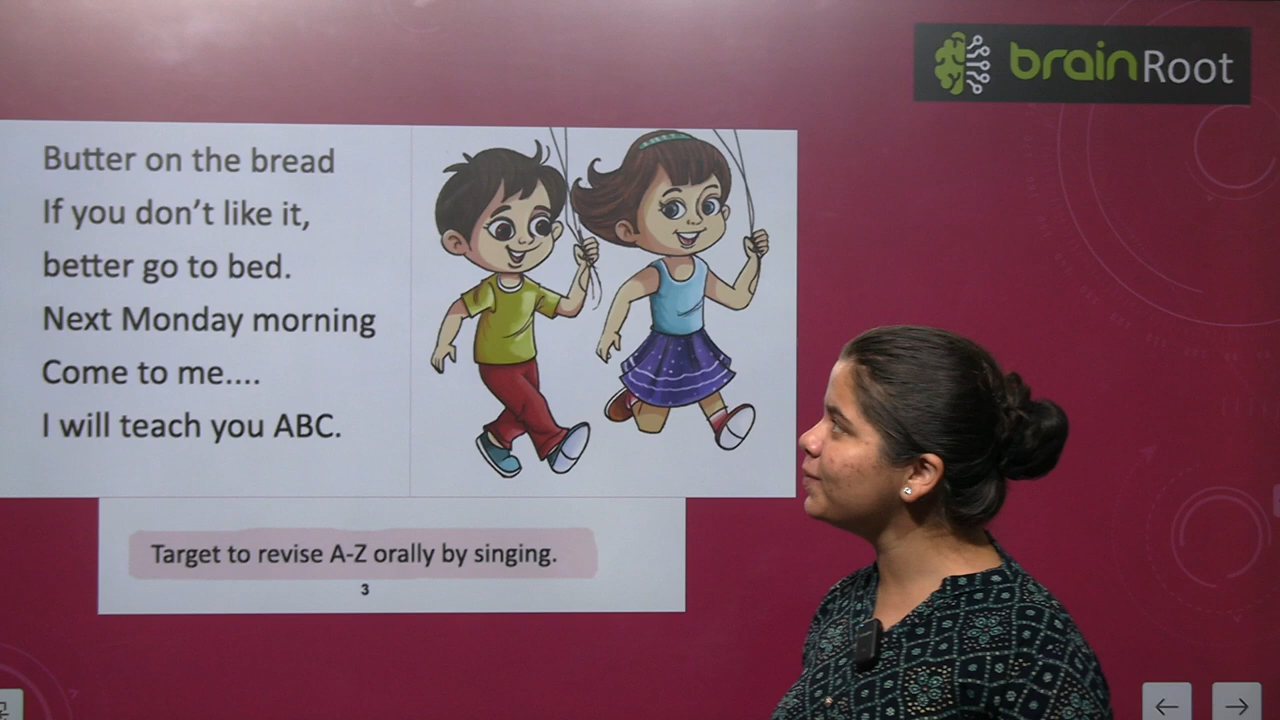 brainRoot
Butter on the bread
If you don't like it,
better go to bed.
Next Monday morning
Come to me....
I will teach you ABC.
Target to revise A-Z orally by singing.
3